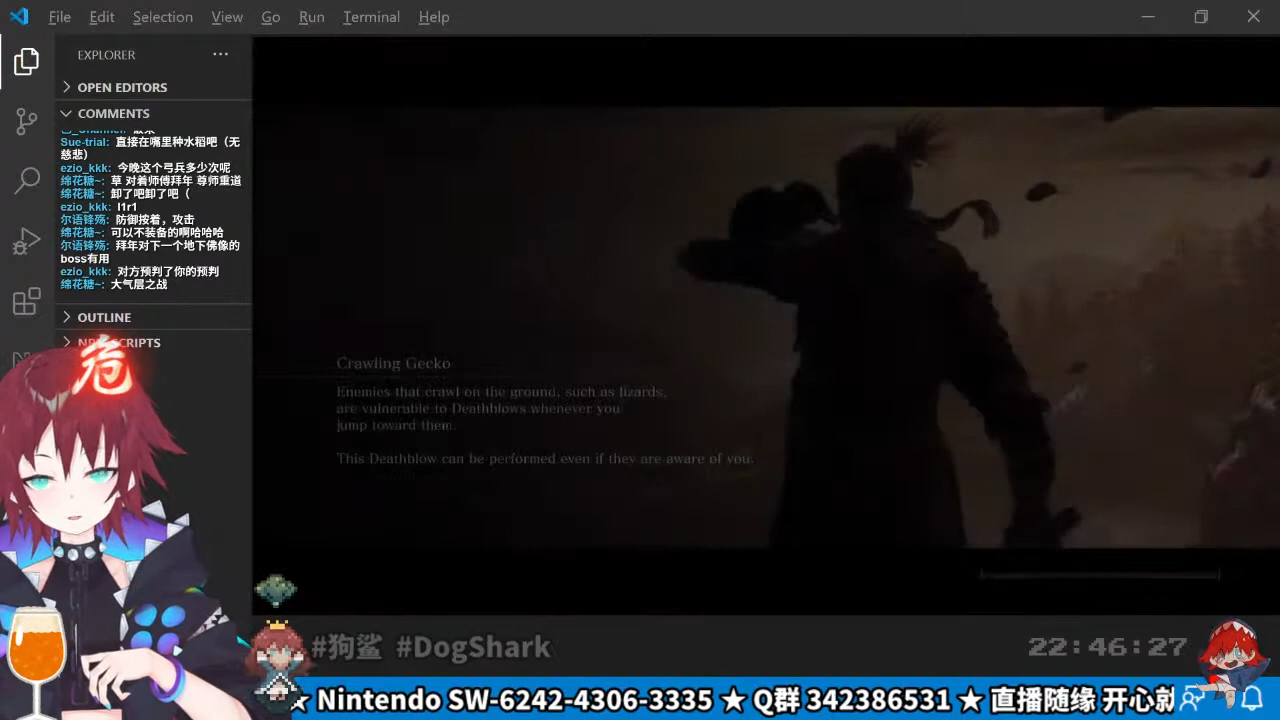 File Edit Selection View Go Run Terminal Help
EXPLORER
OPEN EDITORS
COMMENTS
Sue-trial: 直接在嘴里种水稻吧（无
慈悲）
ezio_kkk: 今晚这个弓兵多少次呢
绵花糖~: 草 对着师傅拜年 尊师重道
绵花糖~: 卸了吧卸了吧（
ezio_kkk: l1r1
尔语锋殇: 防御按着，攻击
绵花糖~: 可以不装备的啊哈哈哈
尔语锋殇: 拜年对下一个地下佛像的
boss有用
ezio_kkk: 对方预判了你的预判
绵花糖~: 大气层之战
OUTLINE
SCRIPTS
危
Crawling Gecko
Enemies that crawl on the ground, such as lizards,
are vulnerable to Deathblows whenever you
jump toward them.
This Deathblow can be performed even if they are aware of you.
#狗鲨 #DogShark
22:46:27
★ Nintendo SW-6242-4306-3335 ★ Q群 342386531 ★ 直播随缘 开心就